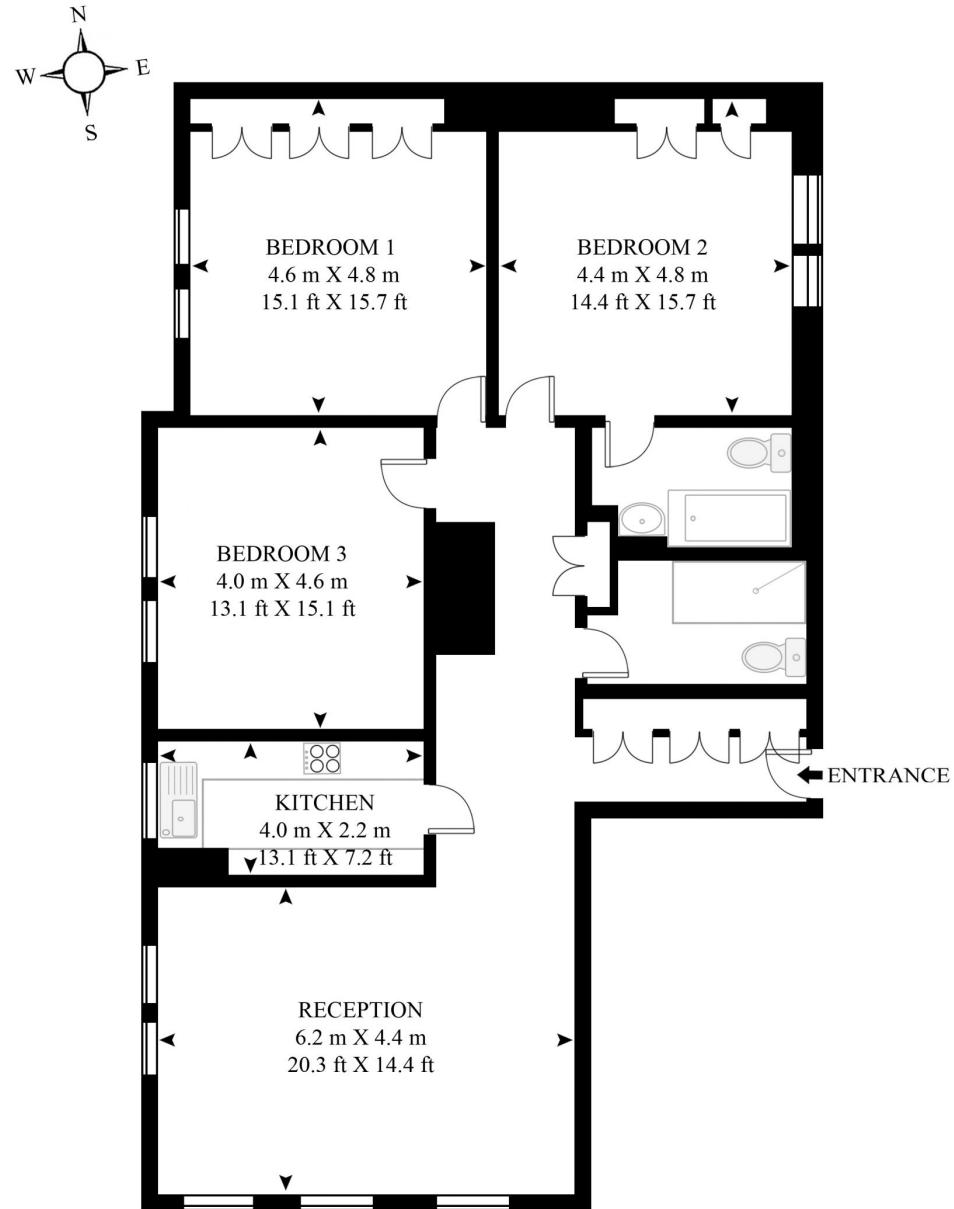 N
W E
S
BEDROOM 1
4.6 m X 4.8 m
15.1 ft X 15.7 ft
BEDROOM 2
4.4 m X 4.8 m
14.4 ft X 15.7 ft
BEDROOM 3
4.0 m X 4.6 m
13.1 ft X 15.1 ft
ENTRANCE
KITCHEN
4.0 m X 2.2 m
13.1 ft X 7.2 ft
RECEPTION
6.2 m X 4.4 m
20.3 ft X 14.4 ft